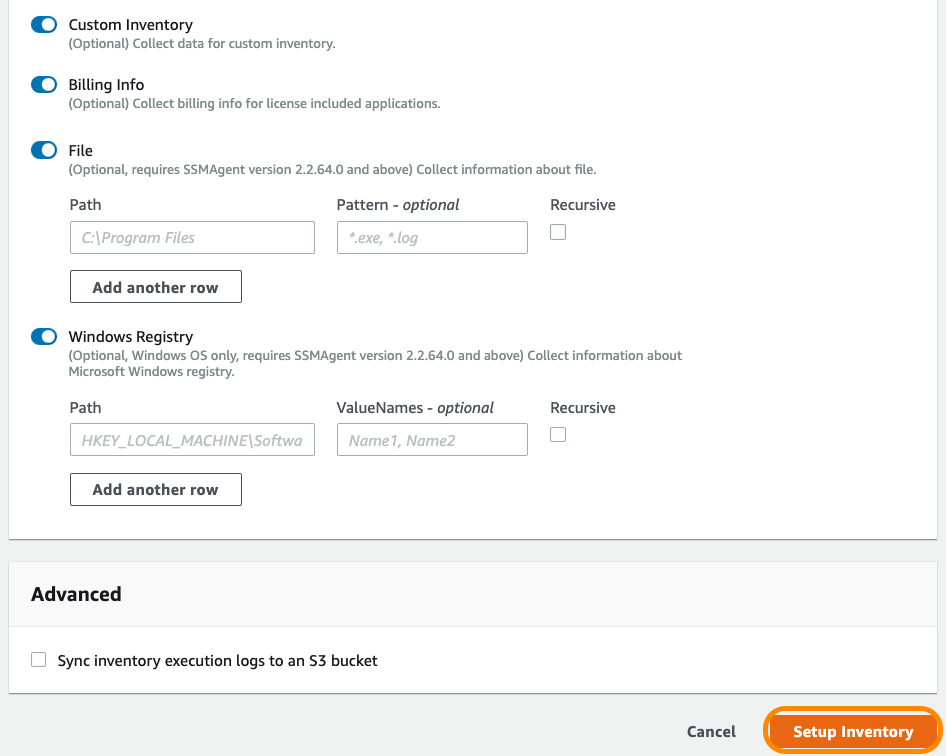 Custom Inventory
(Optional) Collect data for custom inventory.
Billing Info
(Optional) Collect billing info for license included applications.
File
(Optional, requires SSMAgent version 2.2.64.0 and above) Collect information about file.
Path
Pattern - optional
Recursive
C:\Program Files
*.exe, *.log
Add another row
Windows Registry
(Optional, Windows OS only, requires SSMAgent version 2.2.64.0 and above) Collect information about
Microsoft Windows registry.
Path
ValueNames - optional
Recursive
HKEY_LOCAL_MACHINE\Softwa
Name1, Name2
Add another row
Advanced
Sync inventory execution logs to an S3 bucket
Cancel
Setup Inventory